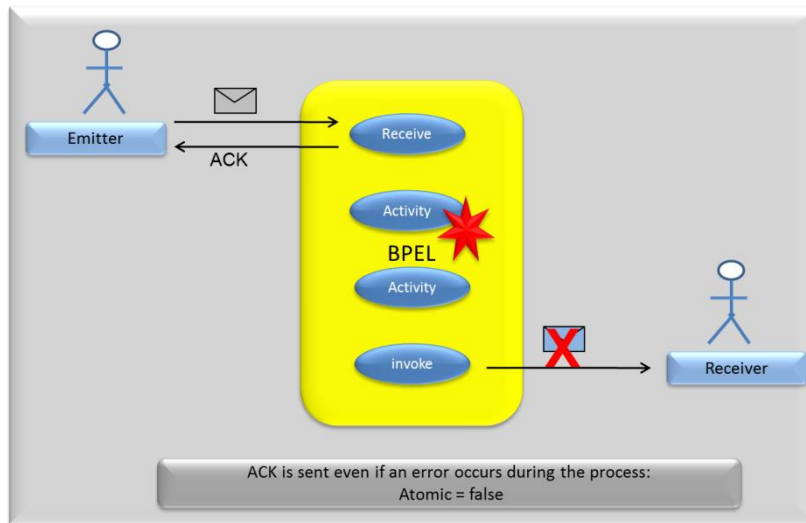 Emitter
ACK
Receive
Activity
BPEL
Activity
invoke
X
Receiver
ACK is sent even if an error occurs during the process:
Atomic = false